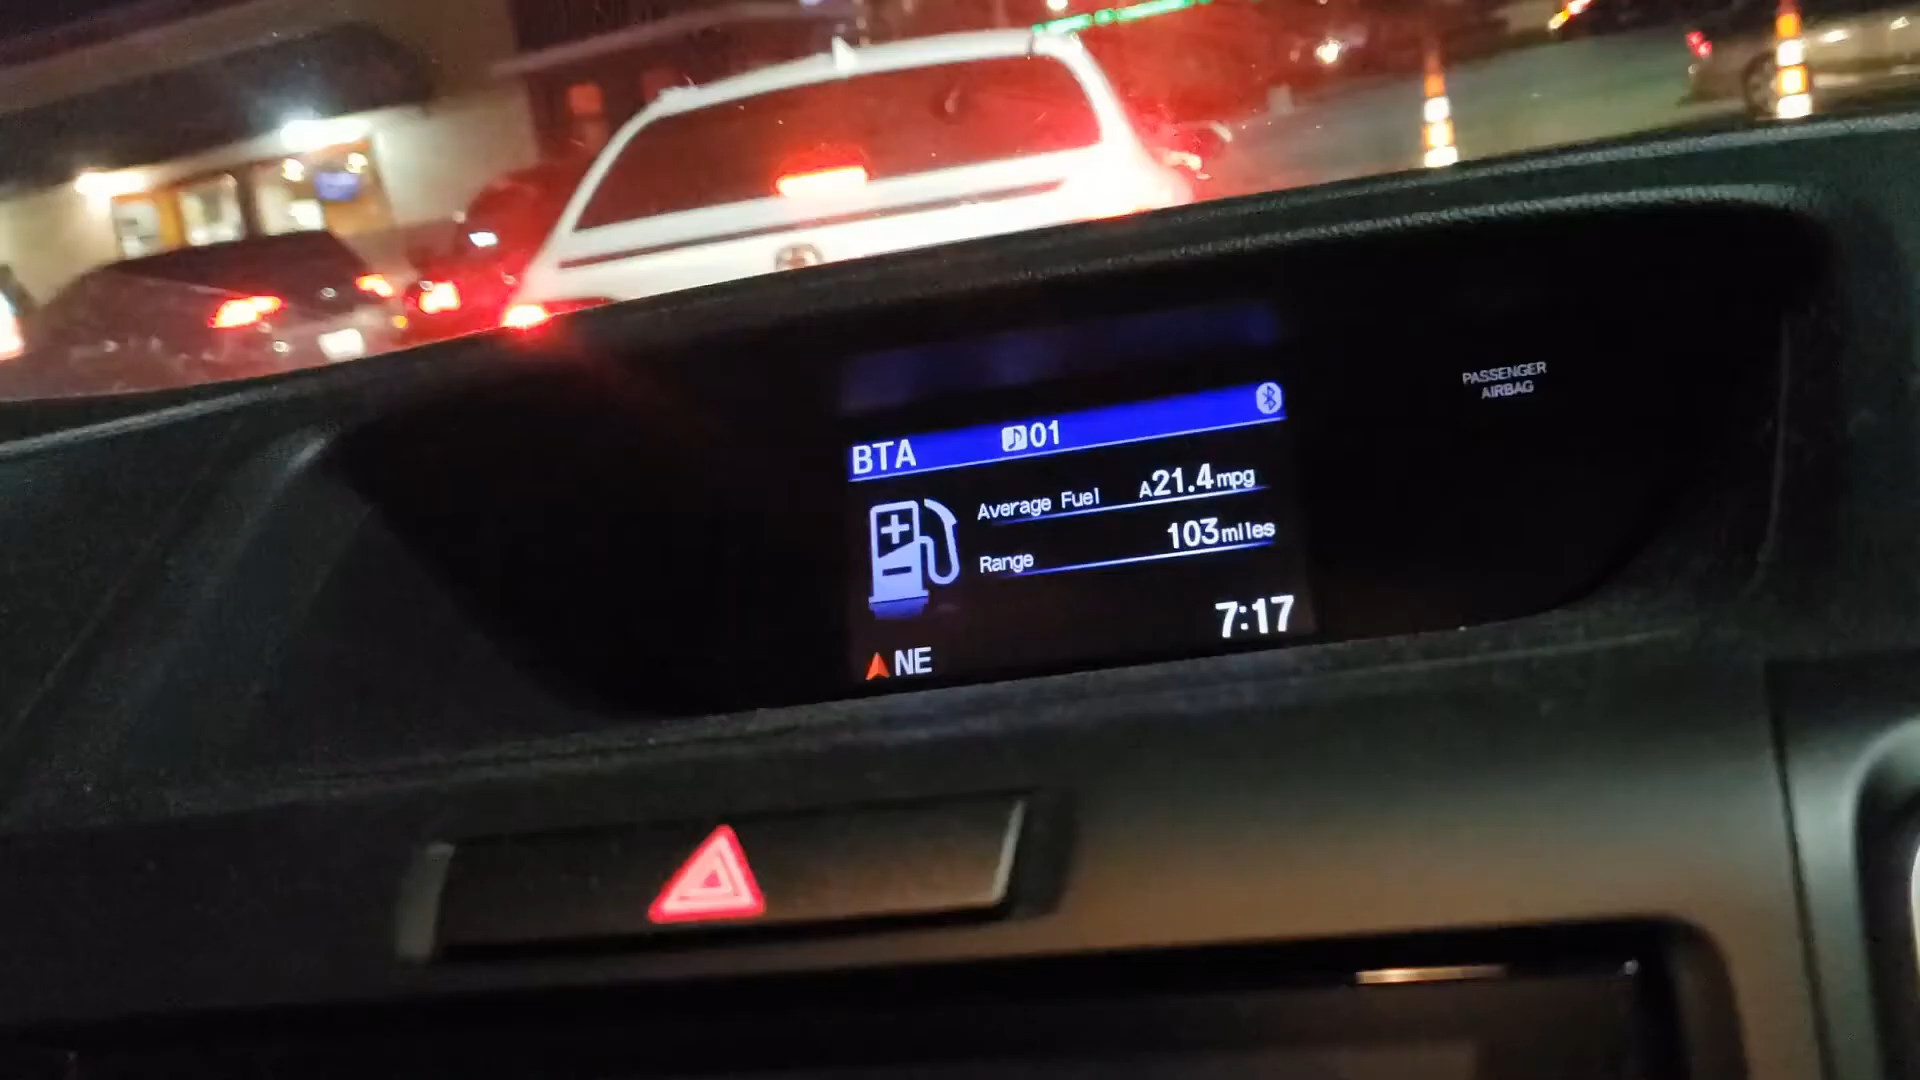 BTA 01
Average Fuel A21.4mpg
Range 103miles
7:17
NE
PASSENGER
AIRBAG